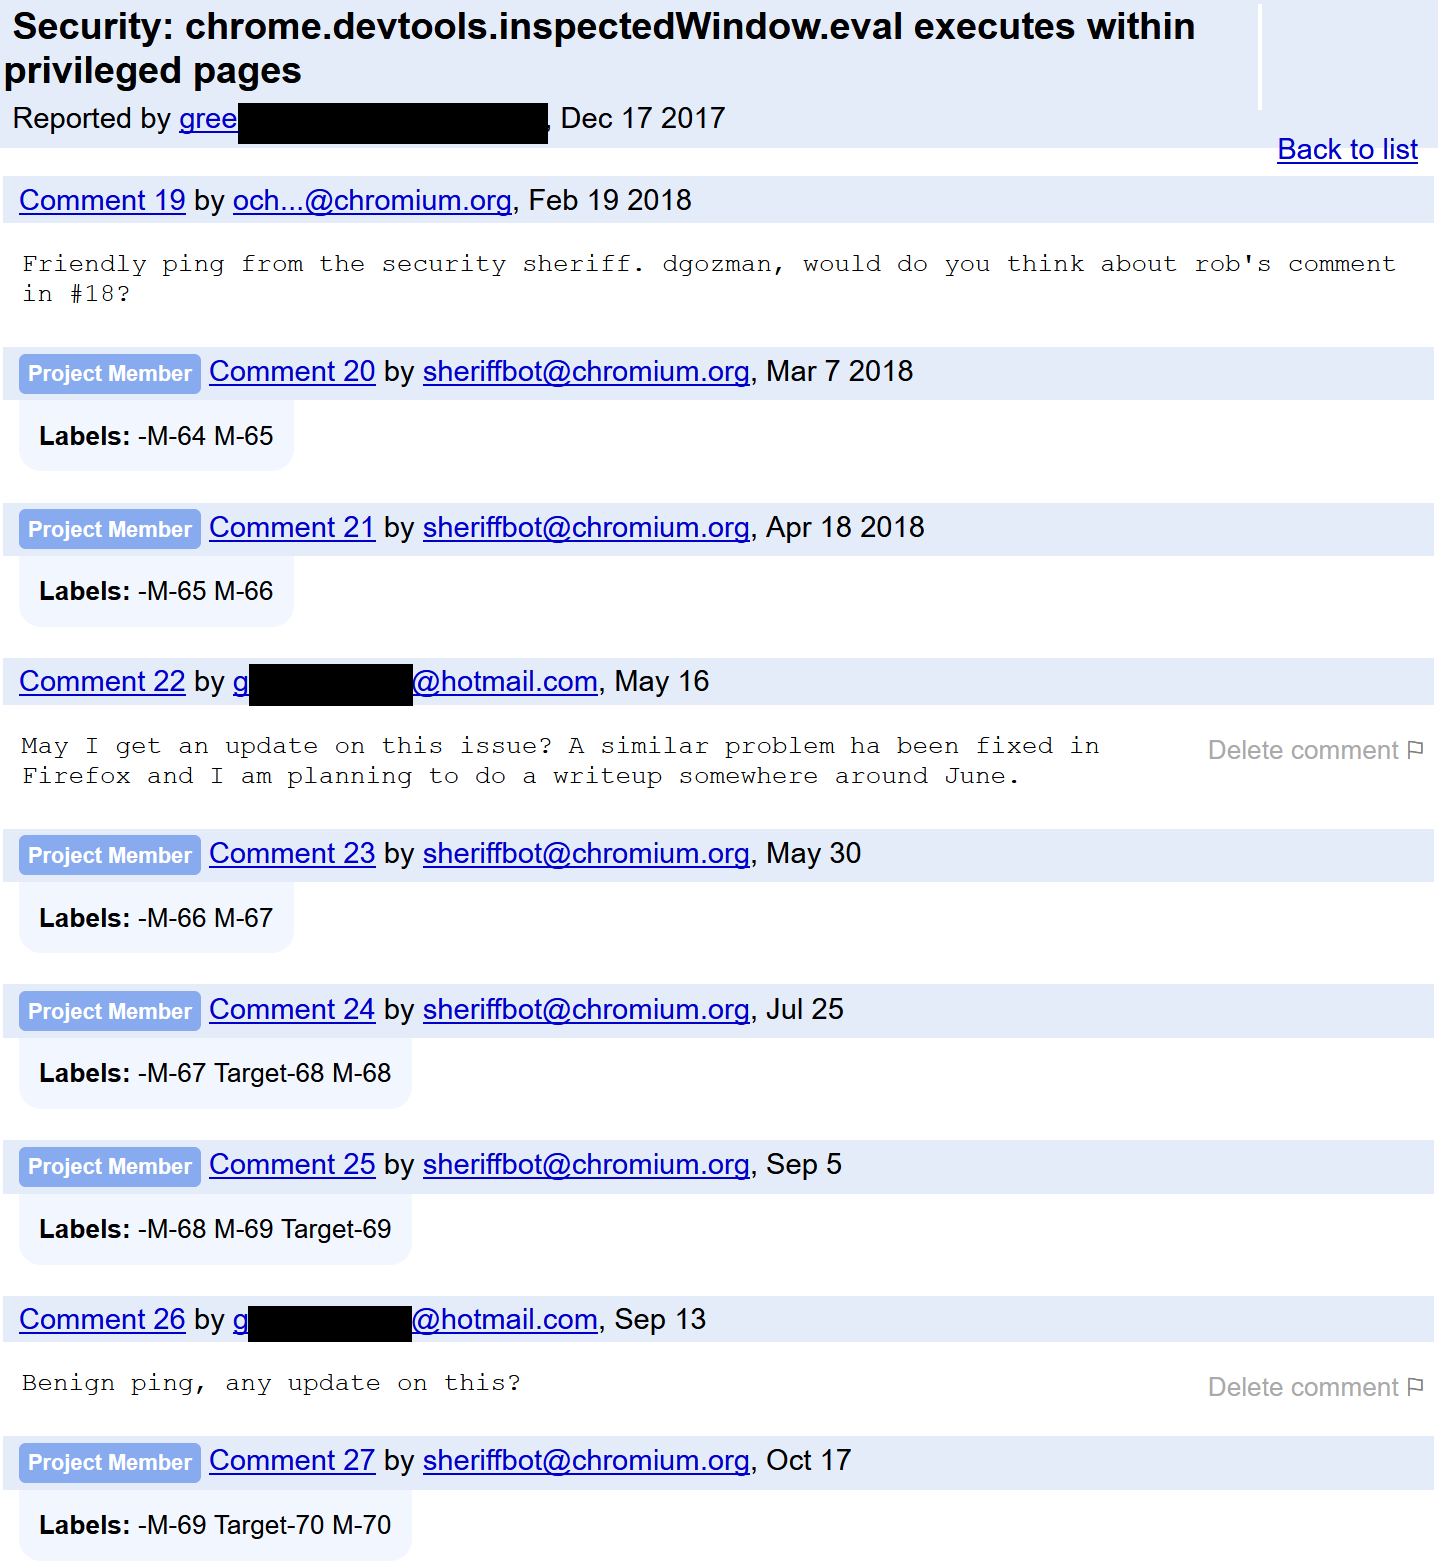 Security: chrome.devtools.inspectedWindow.eval executes within
privileged pages
Reported by gree , Dec 17 2017
Back to list
Comment 19 by och...@chromium.org, Feb 19 2018
Friendly ping from the security sheriff. dgozman, would do you think about rob's comment
in #18?
Project Member Comment 20 by sheriffbot@chromium.org, Mar 7 2018
Labels: -M-64 M-65
Project Member Comment 21 by sheriffbot@chromium.org, Apr 18 2018
Labels: -M-65 M-66
Comment 22 by g @hotmail.com, May 16
May I get an update on this issue? A similar problem ha been fixed in
Delete comment
Firefox and I am planning to do a writeup somewhere around June.
Project Member Comment 23 by sheriffbot@chromium.org, May 30
Labels: -M-66 M-67
Project Member Comment 24 by sheriffbot@chromium.org, Jul 25
Labels: -M-67 Target-68 M-68
Project Member Comment 25 by sheriffbot@chromium.org, Sep 5
Labels: -M-68 M-69 Target-69
Comment 26 by g @hotmail.com, Sep 13
Benign ping, any update on this?
Delete comment
Project Member Comment 27 by sheriffbot@chromium.org, Oct 17
Labels: -M-69 Target-70 M-70